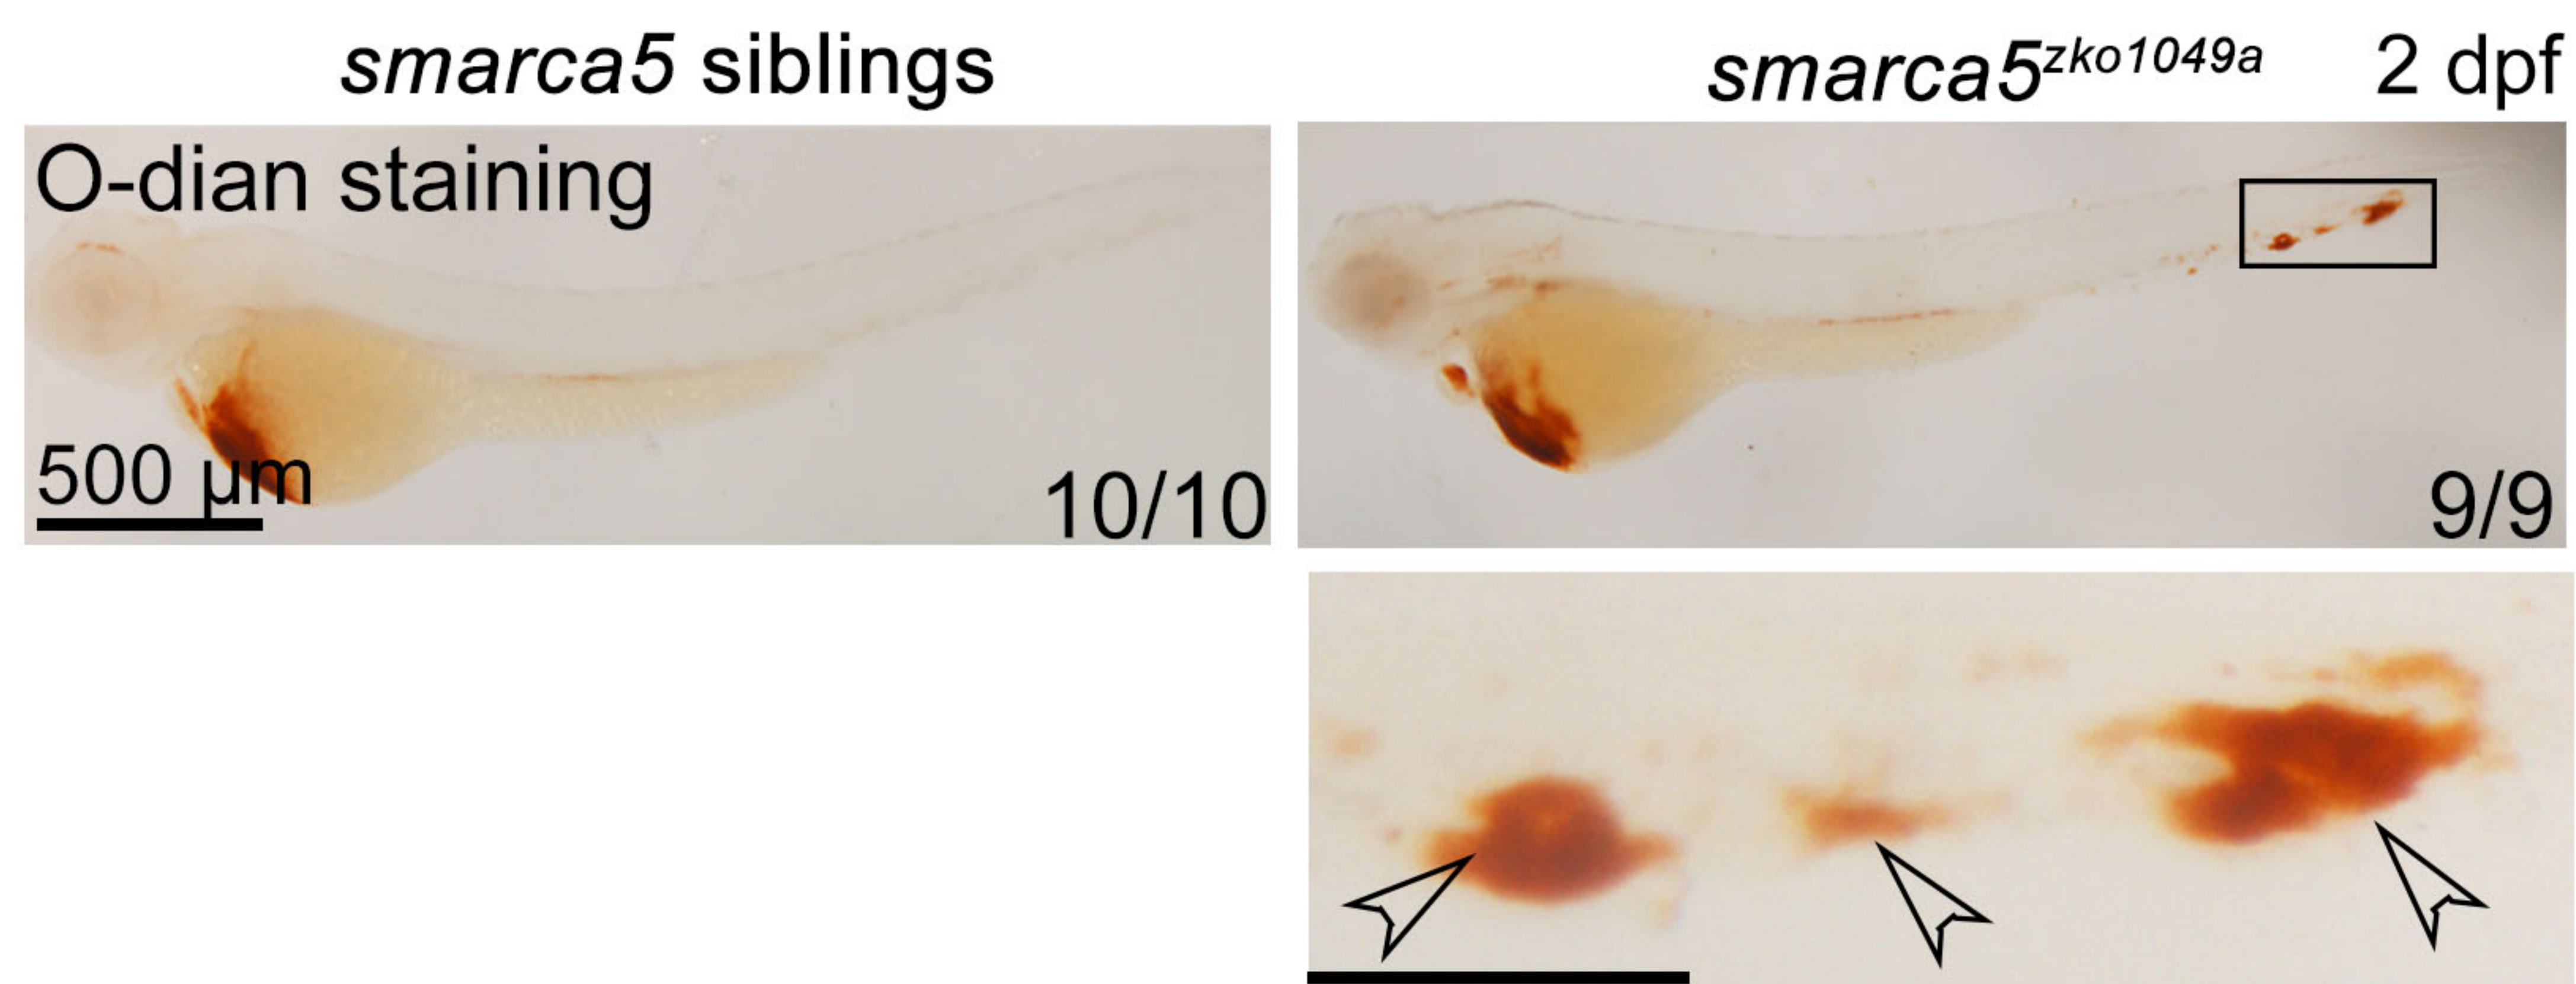 smarca5 siblings
smarca5zko1049a 2 dpf
O-dian staining
500 µm
10/10
9/9